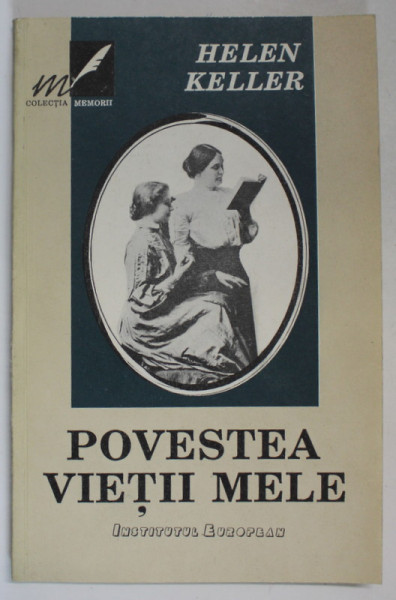 m
COLECȚIA MEMORII
HELEN
KELLER
POVESTEA
VIEȚII MELE
INSTITUTUL EUROPEAN